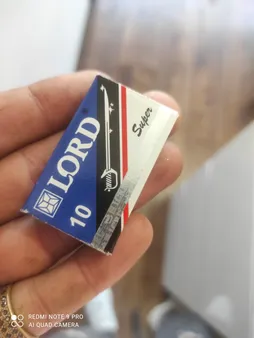 LORD
Super
10
REDMI NOTE 9 PRO
AI QUAD CAMERA